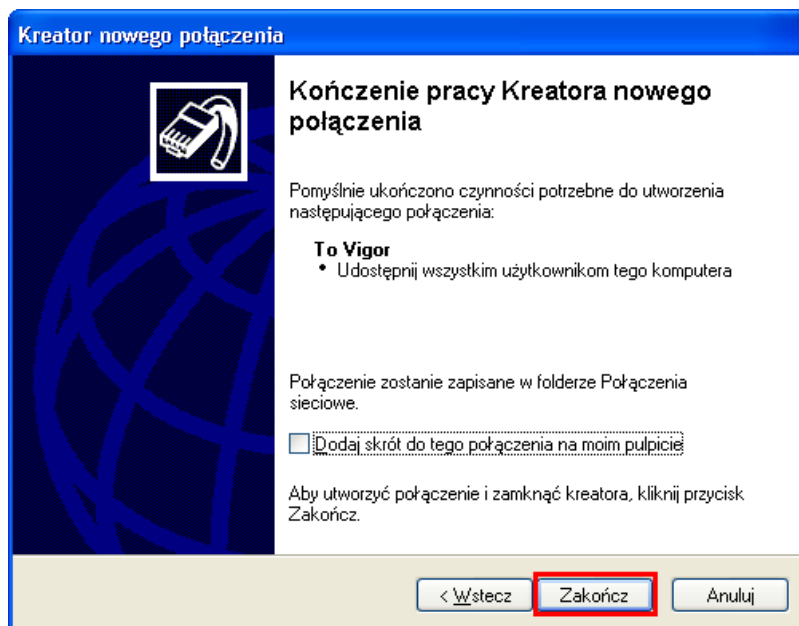 Kreator nowego połączenia
Kończenie pracy Kreatora nowego
połączenia
Pomyślnie ukończono czynności potrzebne do utworzenia
następującego połączenia:
To Vigor
• Udostępnij wszystkim użytkownikom tego komputera
Połączenie zostanie zapisane w folderze Połączenia
sieciowe.
Dodaj skrót do tego połączenia na moim pulpicie
Aby utworzyć połączenie i zamknąć kreatora, kliknij przycisk
Zakończ.
< Wstecz Zakończ Anuluj